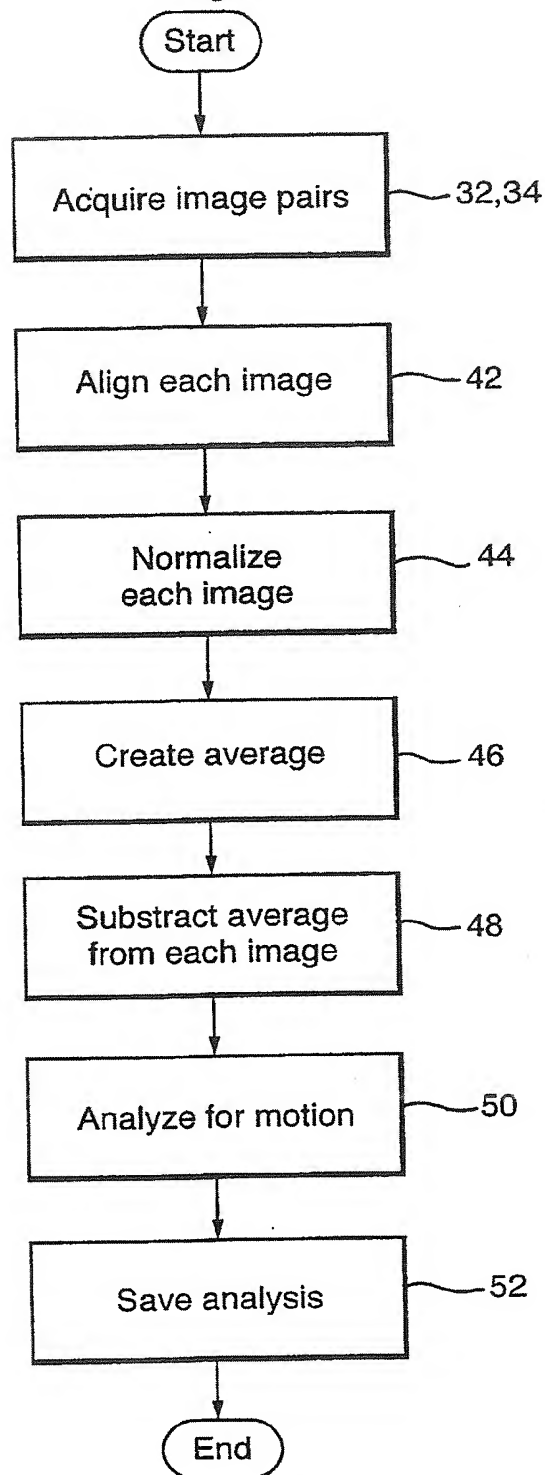 Start
Acquire image pairs
32,34
Align each image
42
Normalize
each image
44
Create average
46
Substract average
from each image
48
Analyze for motion
50
Save analysis
52
End